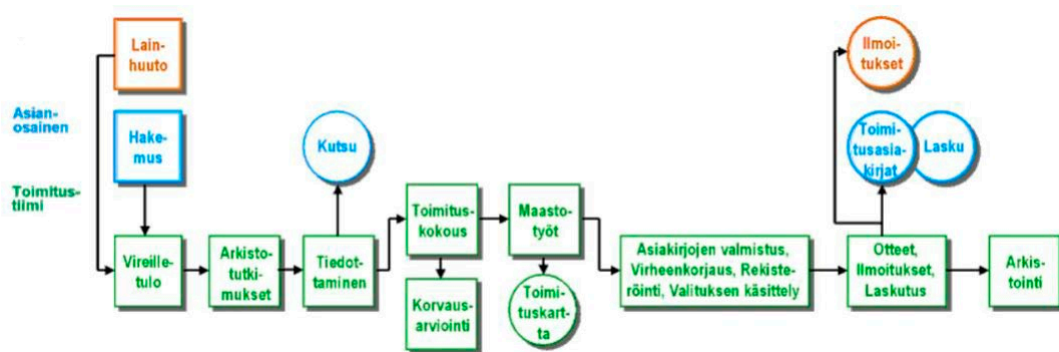 Lain-
huuto
Ilmoi-
tukset
Asian-
osainen
Hake-
mus
Kutsu
Toimi-
tusasia-
kirjat
Lasku
Toimitus-
tiimi
Toimitus-
kokous
Maasto-
työt
Vireille-
tulo
Arkisto-
tutki-
mukset
Tiedot-
taminen
Asiakirjojen valmistus,
Virheenkorjaus, Rekiste-
röinti, Valituksen käsittely
Otteet,
Ilmoitukset,
Laskutus
Arkis-
tointi
Korvaus-
arviointi
Toimi-
tuskart-
ta